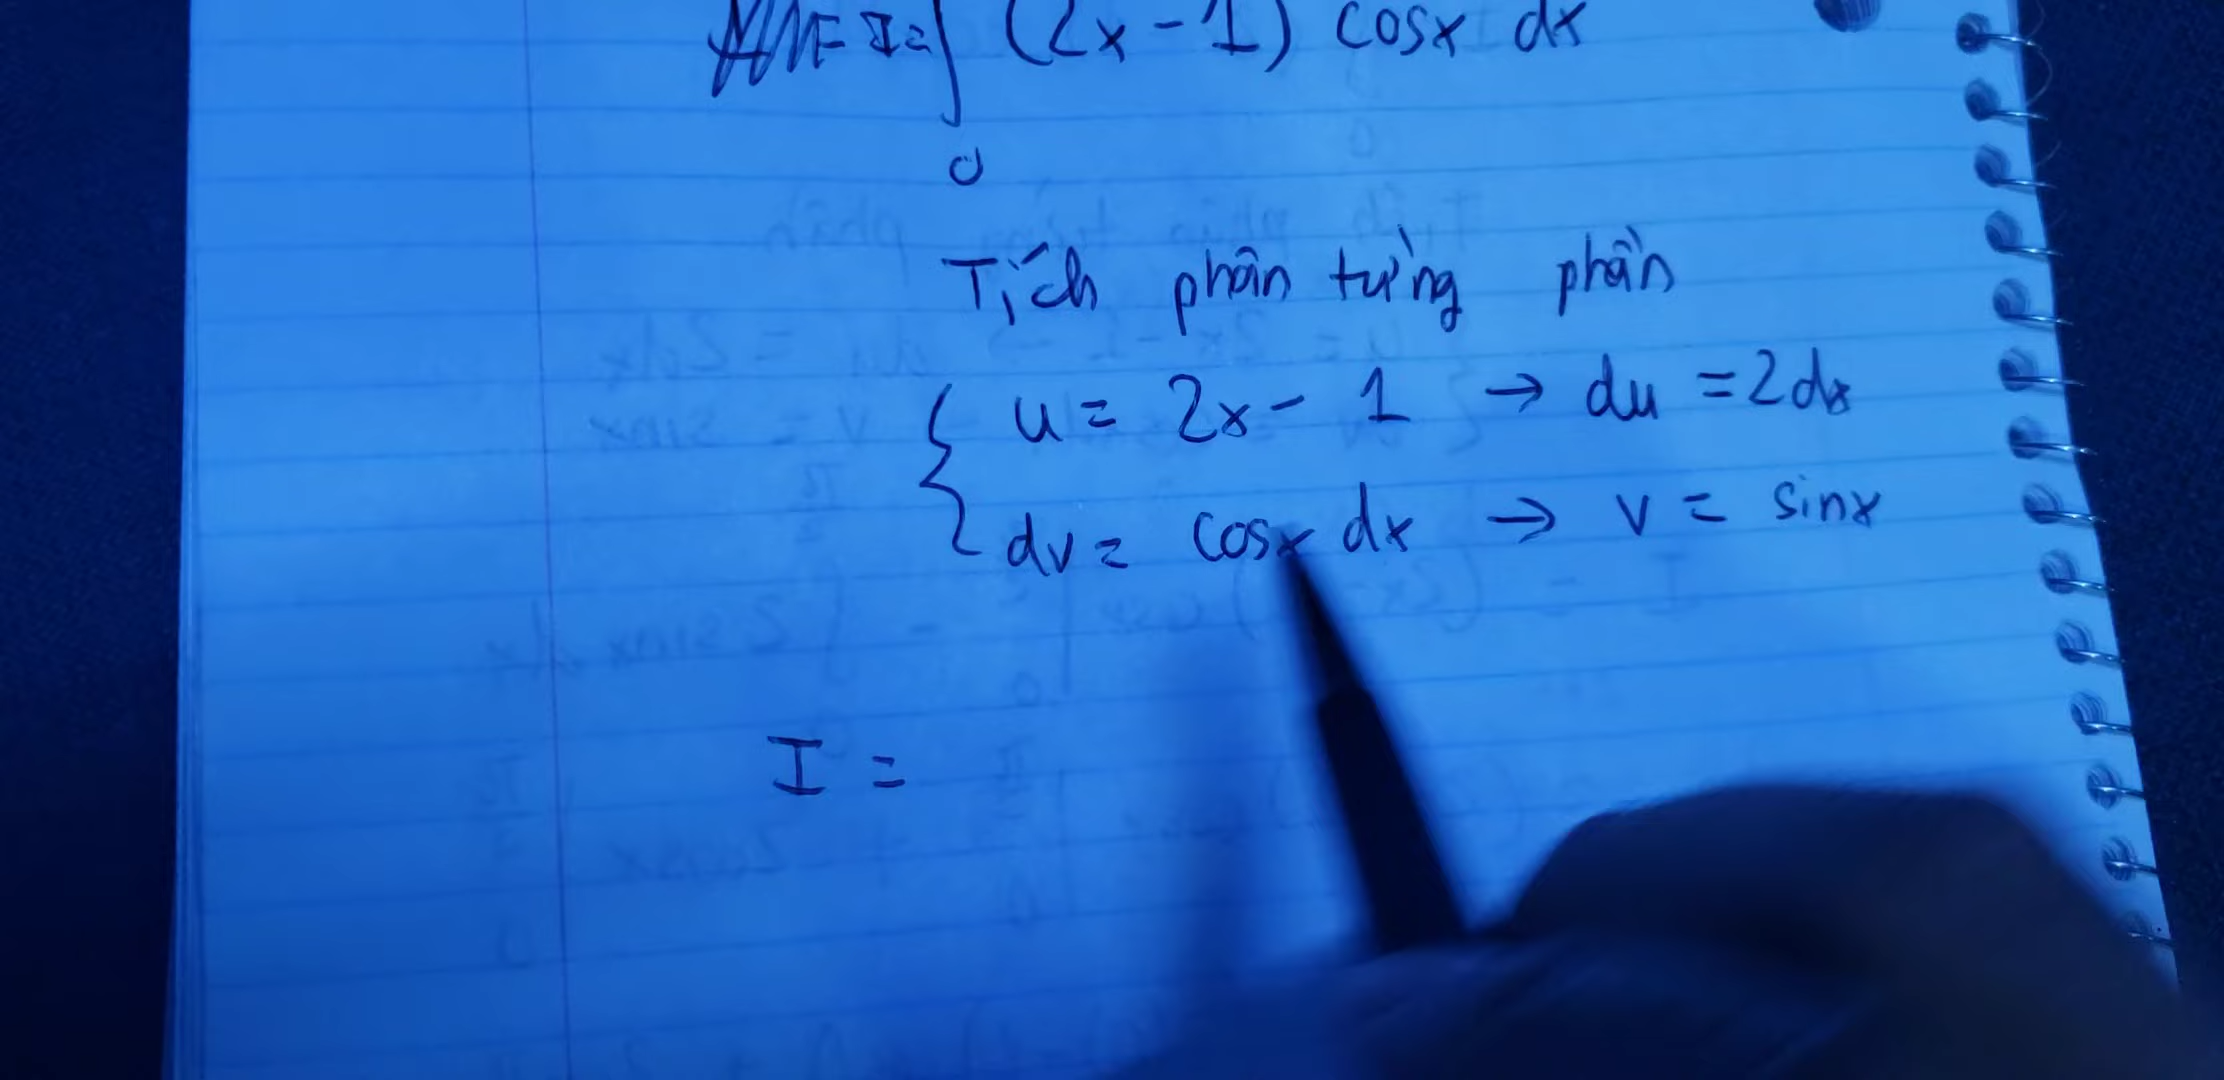 I = ∫ (2x - 1) cosx dx
0
Tích phân từng phần
{ u = 2x - 1 → du = 2dx
dv = cosx dx → v = sinx
I =